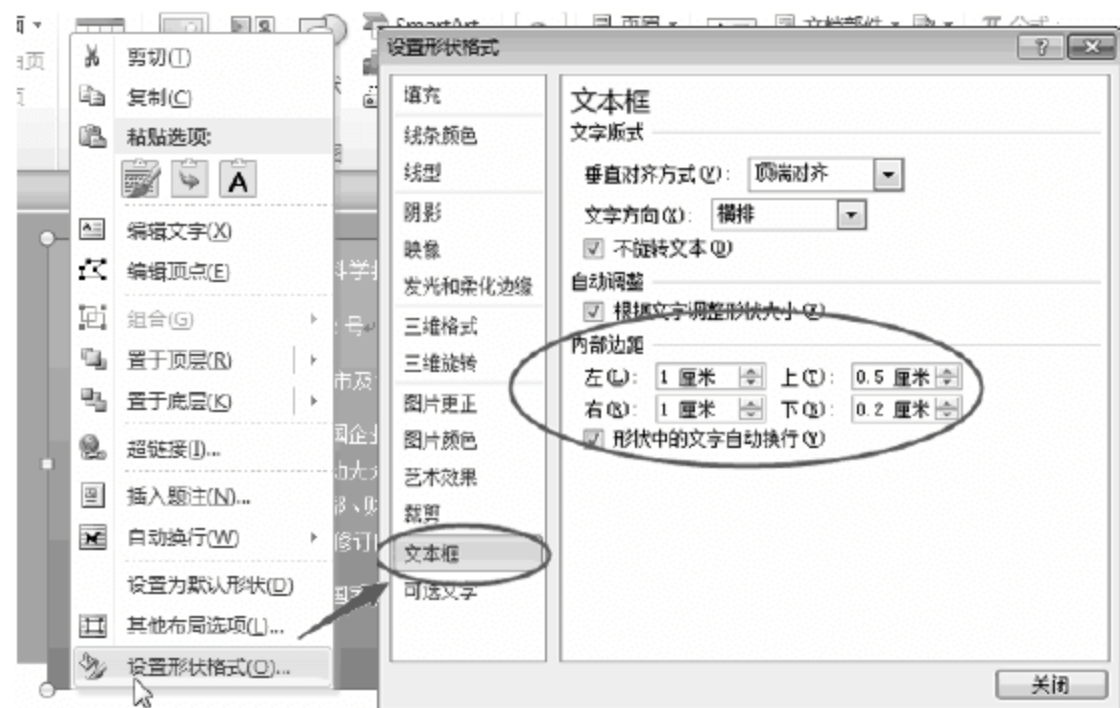 SmartArt
页眉
文档部件
公式
剪切(T)
复制(C)
粘贴选项:
A
编辑文字(X)
编辑顶点(E)
组合(G)
置于顶层(R)
置于底层(K)
超链接(I)...
插入题注(N)...
自动换行(W)
设置为默认形状(D)
其他布局选项(L)...
设置形状格式(O)...
设置形状格式
填充
线条颜色
线型
阴影
映像
发光和柔化边缘
三维格式
三维旋转
图片更正
图片颜色
艺术效果
裁剪
文本框
可选文字
文本框
文字版式
垂直对齐方式(V): 顶端对齐
文字方向(X): 横排
不旋转文本(D)
自动调整
根据文字调整形状大小(F)
内部边距
左(L): 1 厘米 上(T): 0.5 厘米
右(R): 1 厘米 下(B): 0.2 厘米
形状中的文字自动换行(W)
关闭